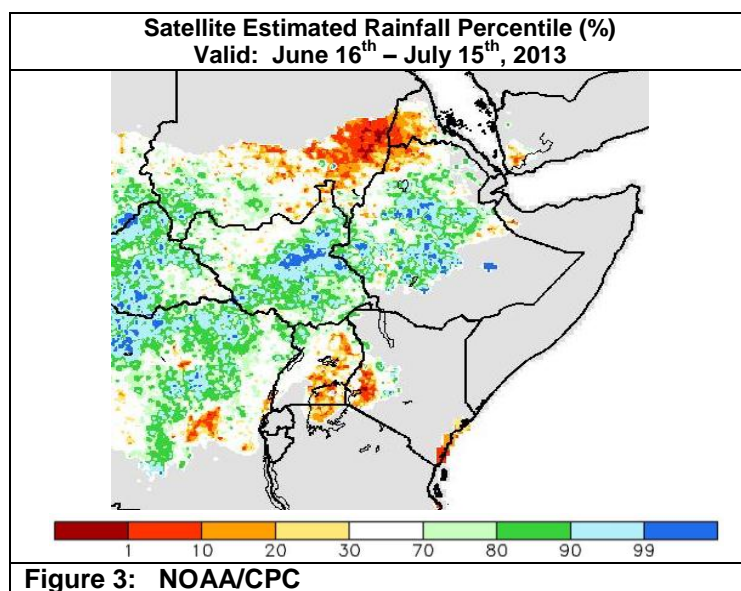 Satellite Estimated Rainfall Percentile (%)
Valid: June 16th – July 15th, 2013
1 10 20 30 70 80 90 99
Figure 3: NOAA/CPC